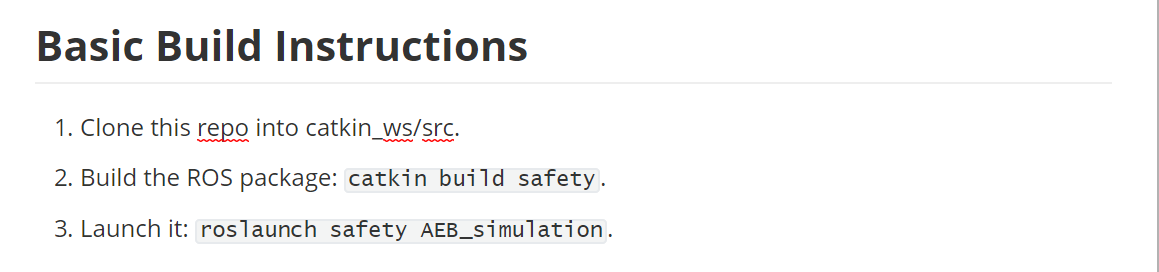 Basic Build Instructions
1. Clone this repo into catkin_ws/src.
2. Build the ROS package: catkin build safety.
3. Launch it: roslaunch safety AEB_simulation.